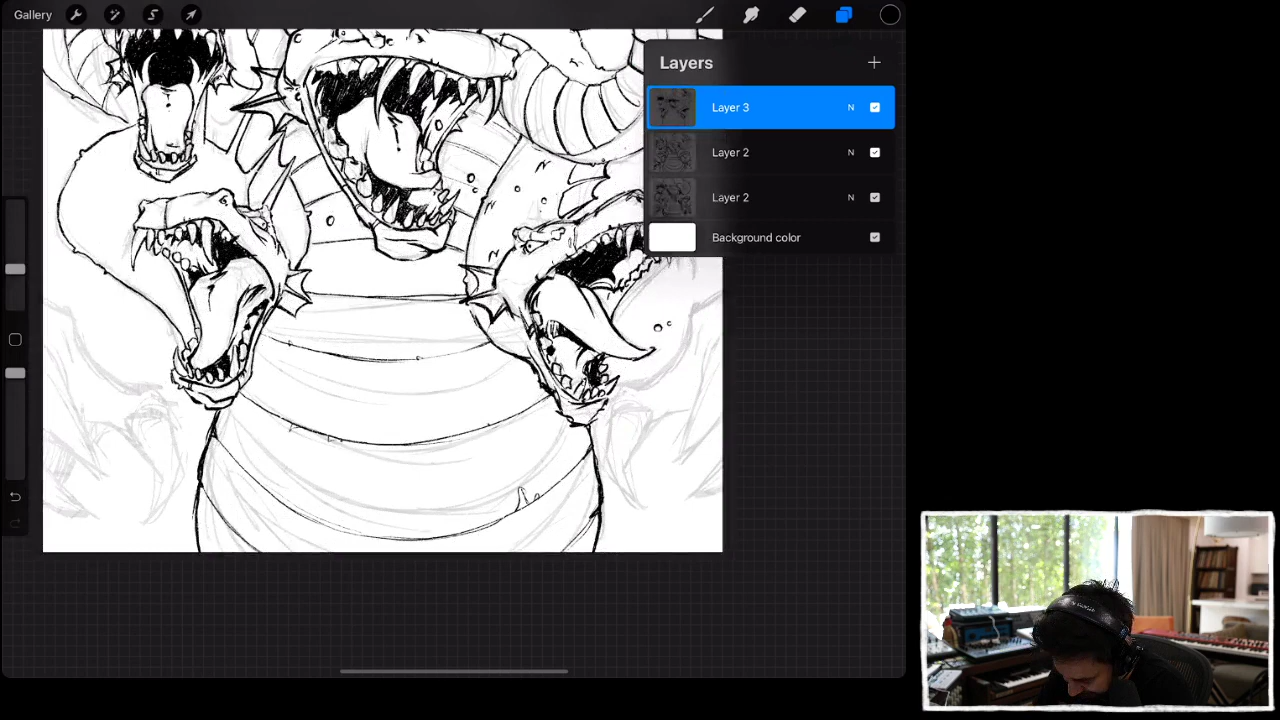 Gallery
Layers
Layer 3 N
Layer 2 N
Layer 2 N
Background color